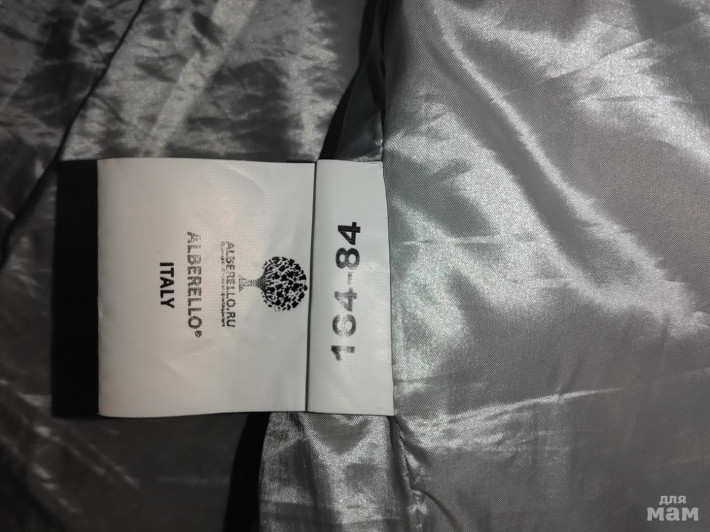 ALBERELLO.RU
ALBERELLO®
ITALY
164-84
для
мам